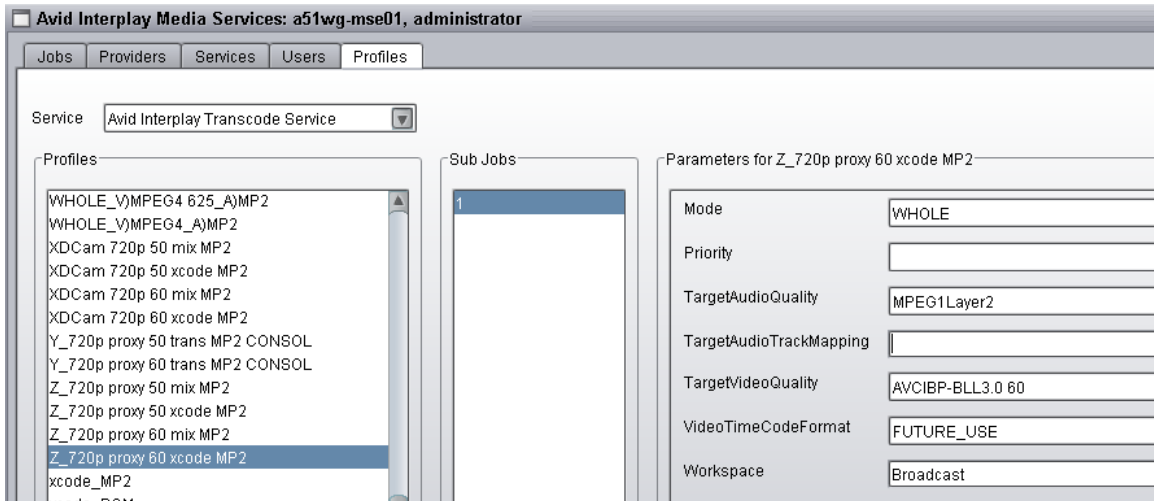 Avid Interplay Media Services: a51wg-mse01, administrator
Jobs Providers Services Users Profiles
Service Avid Interplay Transcode Service
Profiles
WHOLE_V)MPEG4 625_A)MP2
WHOLE_V)MPEG4_A)MP2
XDCam 720p 50 mix MP2
XDCam 720p 50 xcode MP2
XDCam 720p 60 mix MP2
XDCam 720p 60 xcode MP2
Y_720p proxy 50 trans MP2 CONSOL
Y_720p proxy 60 trans MP2 CONSOL
Z_720p proxy 50 mix MP2
Z_720p proxy 50 xcode MP2
Z_720p proxy 60 mix MP2
Z_720p proxy 60 xcode MP2
xcode_MP2
Sub Jobs
1
Parameters for Z_720p proxy 60 xcode MP2
Mode WHOLE
Priority
TargetAudioQuality MPEG1Layer2
TargetAudioTrackMapping
TargetVideoQuality AVCIBP-BLL3.0 60
VideoTimeCodeFormat FUTURE_USE
Workspace Broadcast